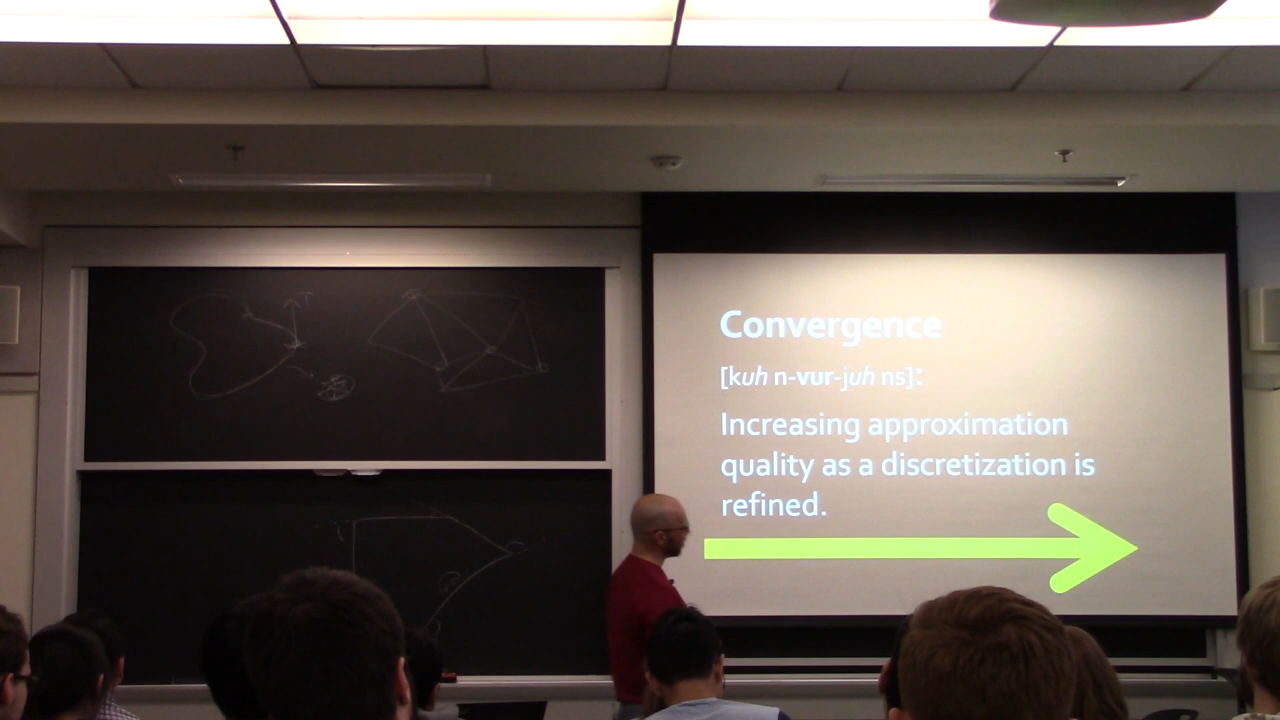 Convergence
[kuh n-vur-juh ns]:
Increasing approximation
quality as a discretization is
refined.